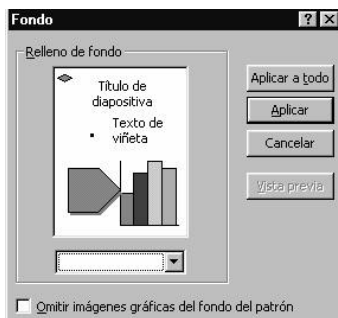 Fondo
Relleno de fondo
Título de
diapositiva
Texto de
viñeta
Aplicar a todo
Aplicar
Cancelar
Vista previa
Omitir imágenes gráficas del fondo del patrón